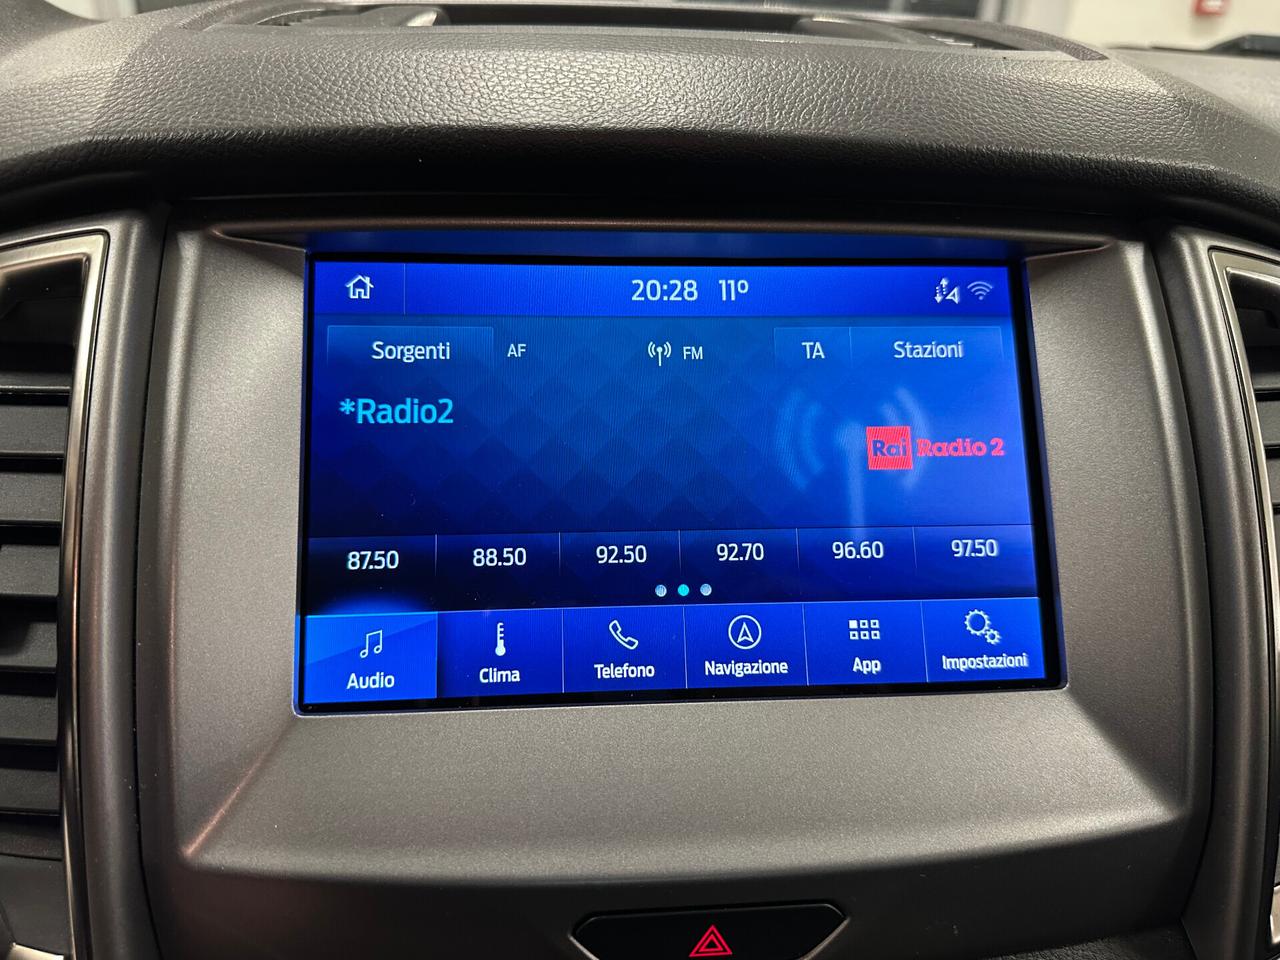 20:28 11º
Sorgenti AF FM TA Stazioni
*Radio2
Rai Radio 2
87.50 88.50 92.50 92.70 96.60 97.50
Audio Clima Telefono Navigazione App Impostazioni